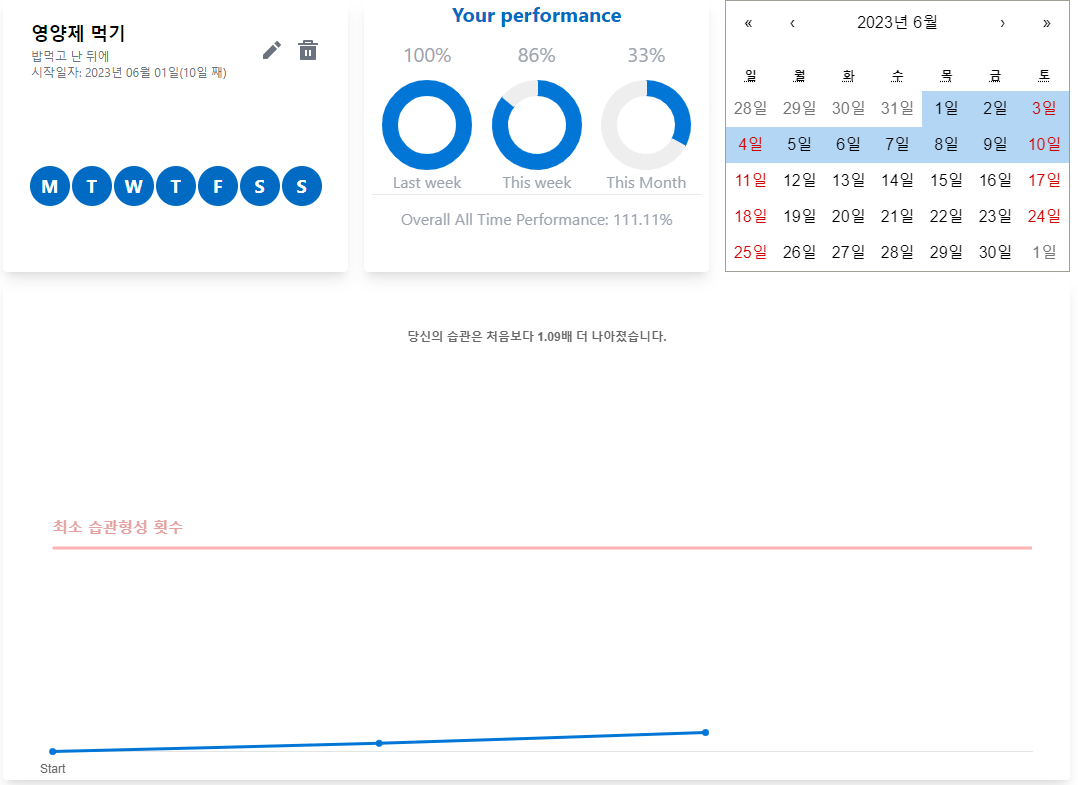 영양제 먹기
밥먹고 난 뒤에
시작일자: 2023년 06월 01일(10일 째)
M T W T F S S
Your performance
100% 86% 33%
Last week This week This Month
Overall All Time Performance: 111.11%
« ‹ 2023년 6월 › »
일 월 화 수 목 금 토
28일 29일 30일 31일 1일 2일 3일
4일 5일 6일 7일 8일 9일 10일
11일 12일 13일 14일 15일 16일 17일
18일 19일 20일 21일 22일 23일 24일
25일 26일 27일 28일 29일 30일 1일
당신의 습관은 처음보다 1.09배 더 나아졌습니다.
최소 습관형성 횟수
Start